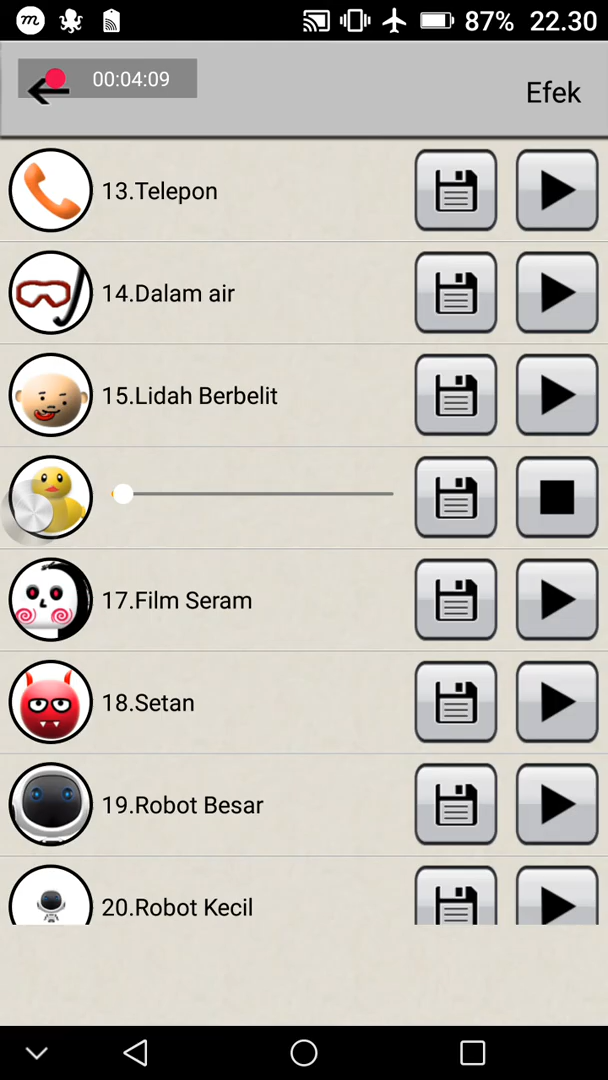 m 87% 22.30
00:04:09
Efek
13.Telepon
14.Dalam air
15.Lidah Berbelit
17.Film Seram
18.Setan
19.Robot Besar
20.Robot Kecil